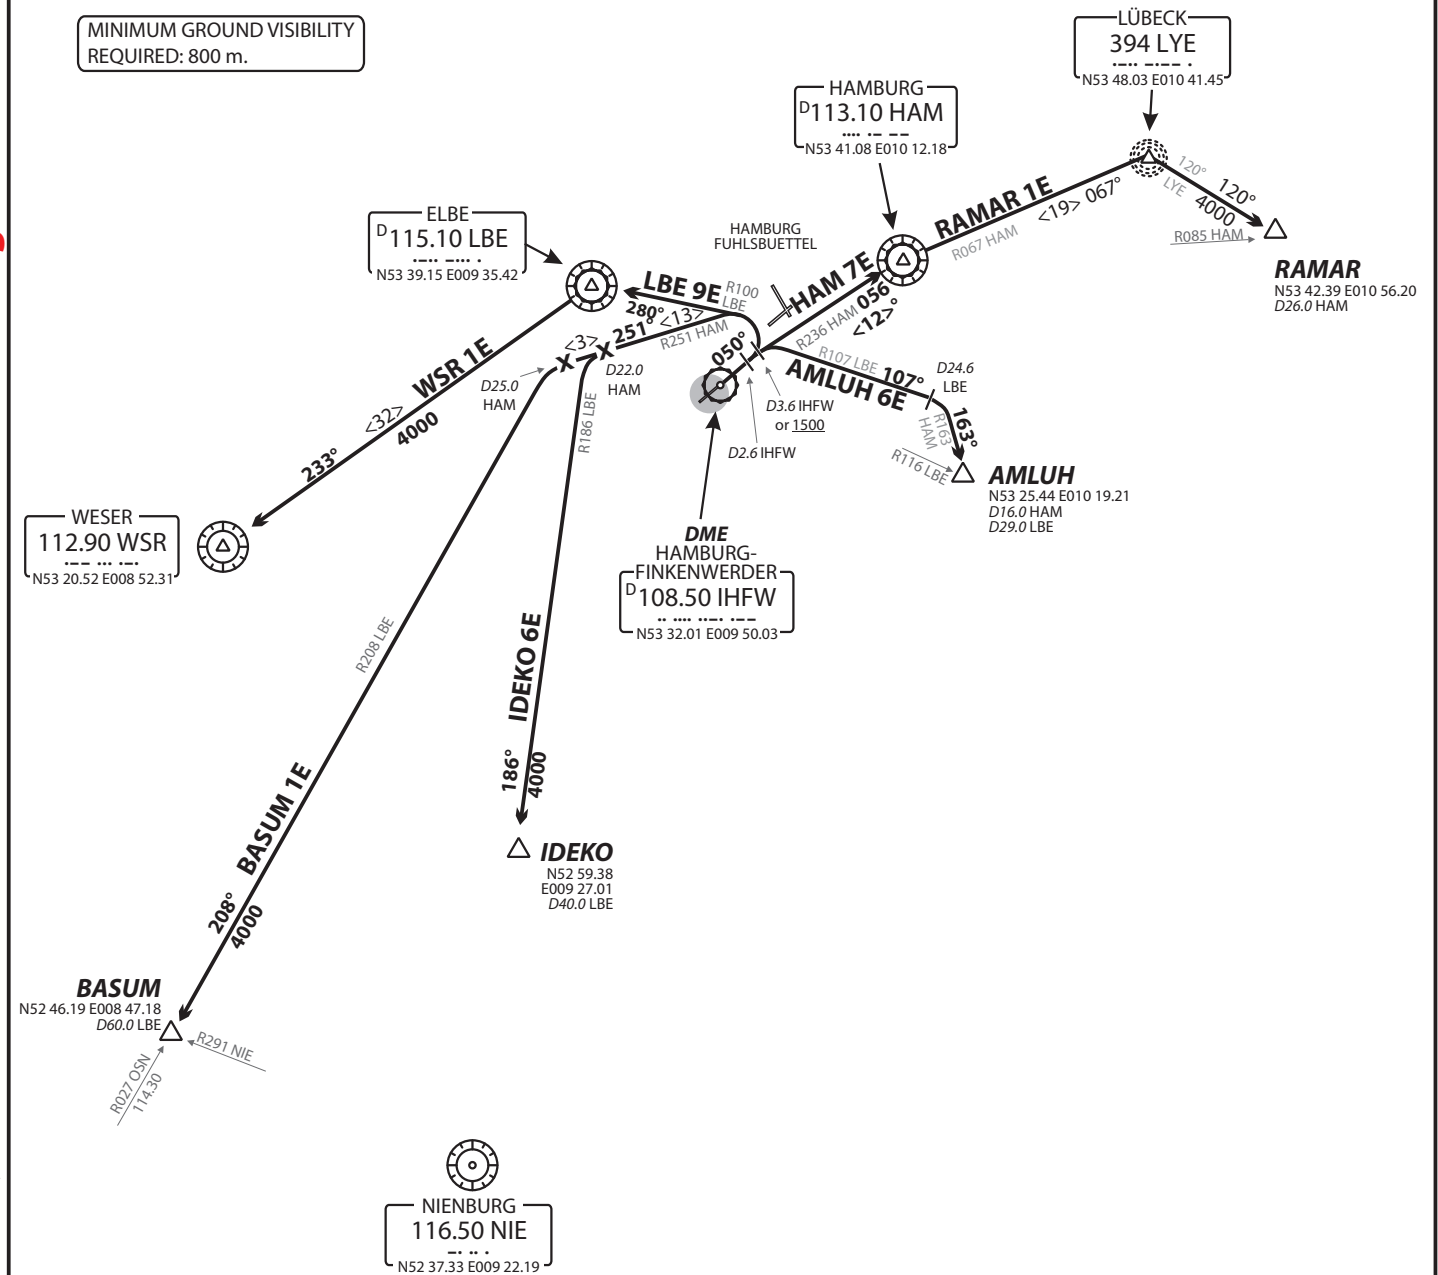 MINIMUM GROUND VISIBILITY
REQUIRED: 800 m.
LÜBECK
394 LYE
N53 48.03 E010 41.45
HAMBURG
D 113.10 HAM
N53 41.08 E010 12.18
ELBE
D 115.10 LBE
N53 39.15 E009 35.42
HAMBURG
FUHLSBUETTEL
RAMAR 1E
<19> 067°
R067 HAM
120°
LYE
120°
4000
R085 HAM
RAMAR
N53 42.39 E010 56.20
D26.0 HAM
LBE 9E
R100
LBE
280°
HAM 7E
R236 HAM
056°
<12>
251°
<13>
R251 HAM
<3>
X
X
D25.0
HAM
D22.0
HAM
R186 LBE
050°
R107 LBE
107°
AMLUH 6E
D24.6
LBE
D3.6 IHFW
or 1500
D2.6 IHFW
R163
HAM
163°
R116 LBE
AMLUH
N53 25.44 E010 19.21
D16.0 HAM
D29.0 LBE
WSR 1E
<32>
4000
233°
WESER
112.90 WSR
N53 20.52 E008 52.31
DME
HAMBURG-
FINKENWERDER
D 108.50 IHFW
N53 32.01 E009 50.03
R208 LBE
IDEKO 6E
186°
4000
IDEKO
N52 59.38
E009 27.01
D40.0 LBE
BASUM 1E
208°
4000
BASUM
N52 46.19 E008 47.18
D60.0 LBE
R291 NIE
R027 OSN
114.30
NIENBURG
116.50 NIE
N52 37.33 E009 22.19